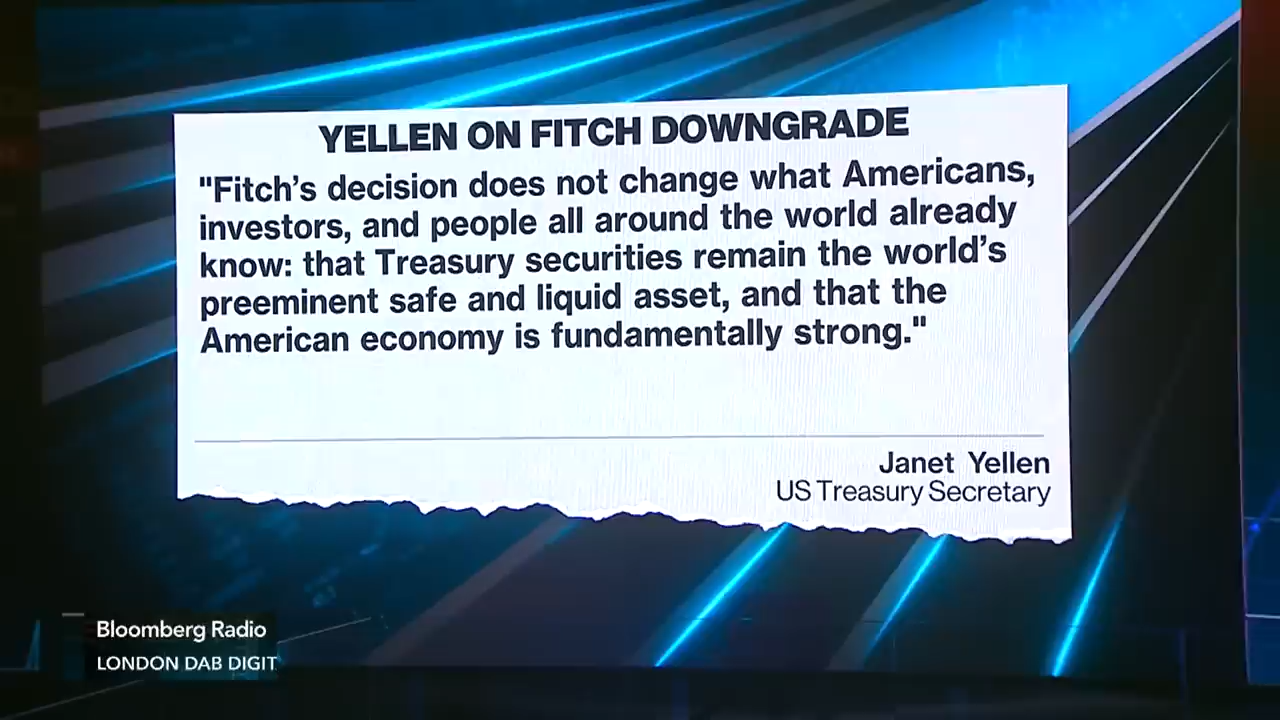 YELLEN ON FITCH DOWNGRADE
"Fitch's decision does not change what Americans,
investors, and people all around the world already
know: that Treasury securities remain the world's
preeminent safe and liquid asset, and that the
American economy is fundamentally strong."
Janet Yellen
US Treasury Secretary
Bloomberg Radio
LONDON DAB DIGIT